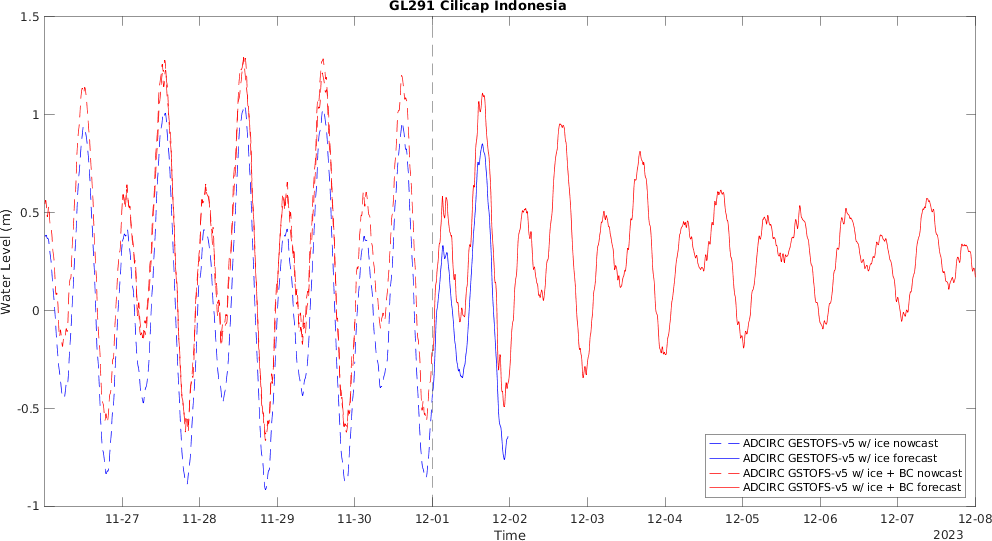 GL291 Cilicap Indonesia
1.5
1
0.5
0
-0.5
-1
Water Level (m)
11-27 11-28 11-29 11-30 12-01 12-02 12-03 12-04 12-05 12-06 12-07 12-08
Time
2023
ADCIRC GESTOFS-v5 w/ ice nowcast
ADCIRC GESTOFS-v5 w/ ice forecast
ADCIRC GSTOFS-v5 w/ ice + BC nowcast
ADCIRC GSTOFS-v5 w/ ice + BC forecast